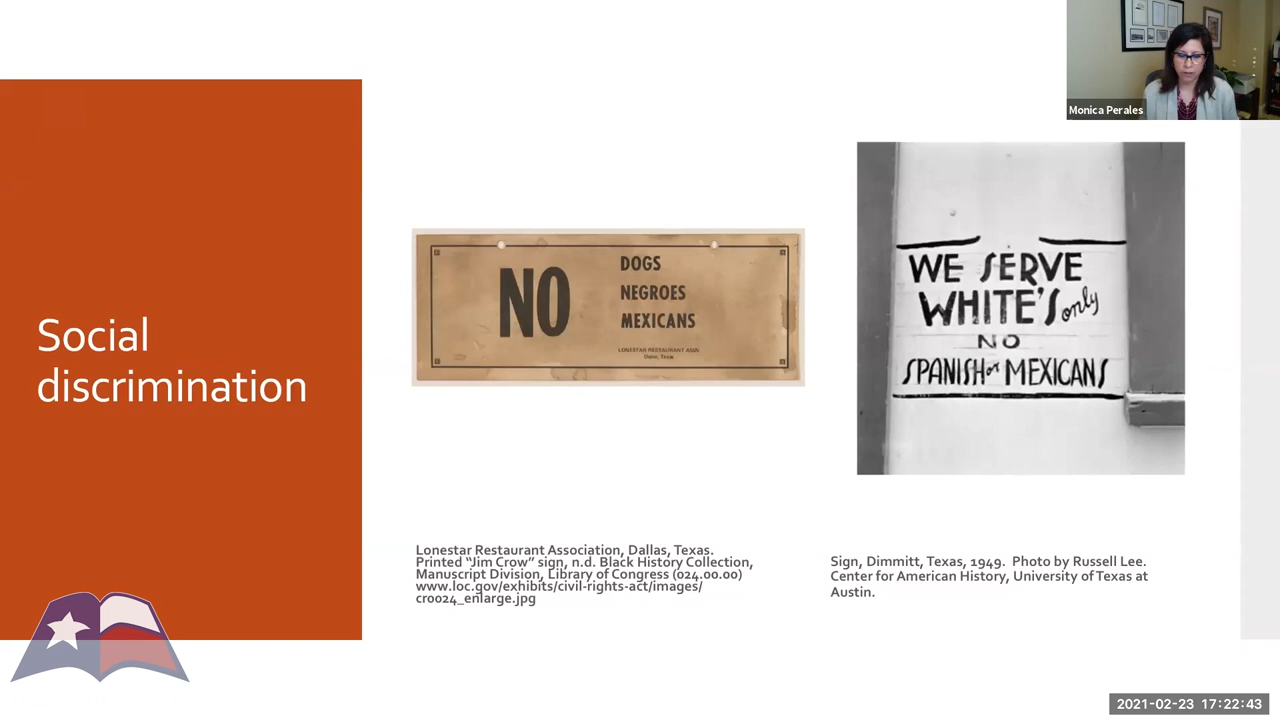 Monica Perales
Social
discrimination
NO
DOGS
NEGROES
MEXICANS
LONESTAR RESTAURANT ASSN.
Dallas, Texas
WE SERVE
WHITE'S only
NO
SPANISH or MEXICANS
Lonestar Restaurant Association, Dallas, Texas.
Printed “Jim Crow” sign, n.d. Black History Collection,
Manuscript Division, Library of Congress (024.00.00)
www.loc.gov/exhibits/civil-rights-act/images/
cr0024_enlarge.jpg
Sign, Dimmitt, Texas, 1949. Photo by Russell Lee.
Center for American History, University of Texas at
Austin.
2021-02-23 17:22:43